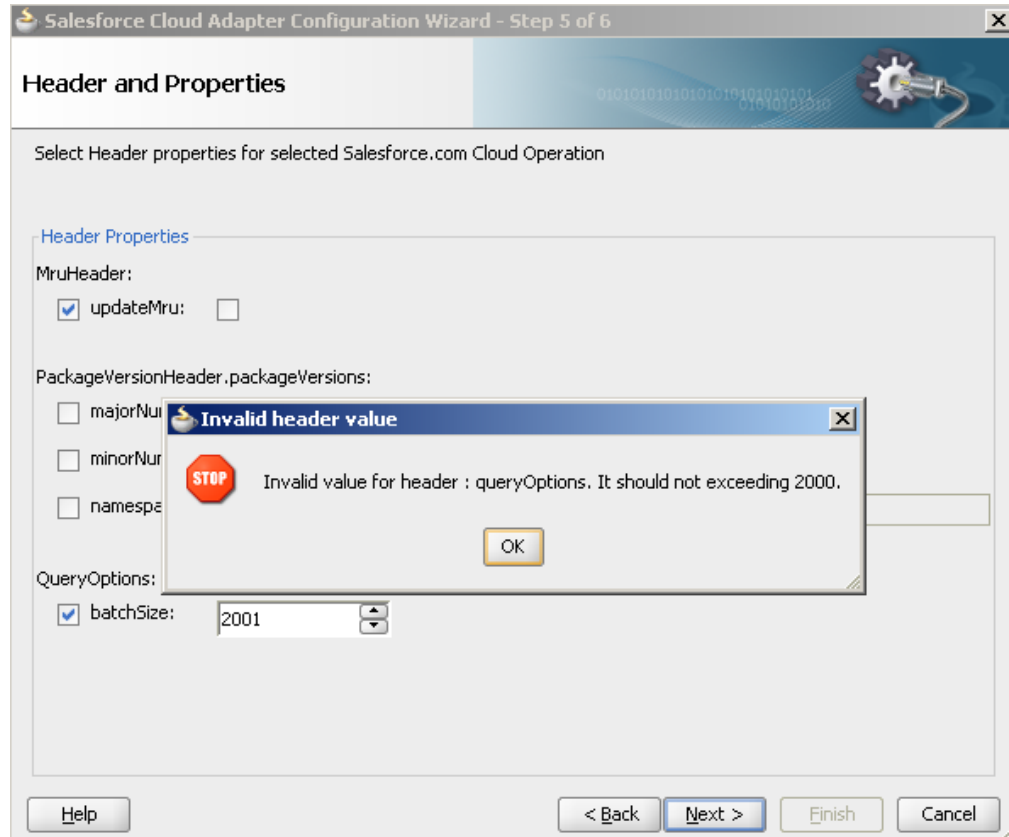 Salesforce Cloud Adapter Configuration Wizard - Step 5 of 6
Header and Properties
01010101010101010101010101
01010101010
Select Header properties for selected Salesforce.com Cloud Operation
Header Properties
MruHeader:
updateMru:
PackageVersionHeader.packageVersions:
majorNu
Invalid header value
minorNu
STOP
Invalid value for header : queryOptions. It should not exceeding 2000.
namespa
OK
QueryOptions:
batchSize:
2001
Help
< Back
Next >
Finish
Cancel